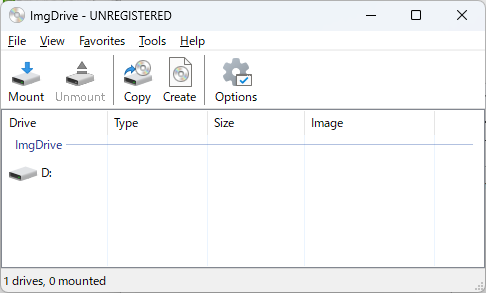 ImgDrive - UNREGISTERED
File View Favorites Tools Help
Mount Unmount Copy Create Options
Drive Type Size Image
ImgDrive
D:
1 drives, 0 mounted